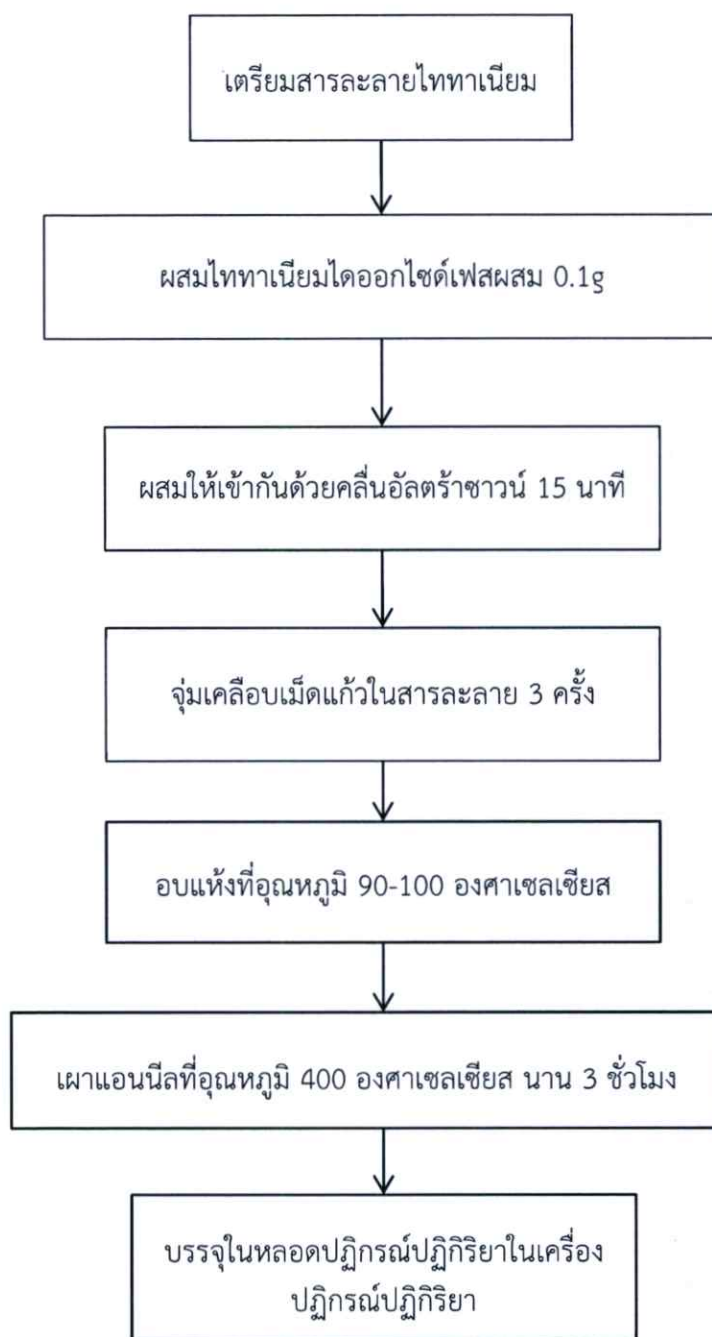 เตรียมสารละลายไททาเนียม
ผสมไททาเนียมไดออกไซด์เฟสผสม 0.1g
ผสมให้เข้ากันด้วยคลื่นอัลตร้าซาวน์ 15 นาที
จุ่มเคลือบเม็ดแก้วในสารละลาย 3 ครั้ง
อบแห้งที่อุณหภูมิ 90-100 องศาเซลเซียส
เผาแอนนีลที่อุณหภูมิ 400 องศาเซลเซียส นาน 3 ชั่วโมง
บรรจุในหลอดปฏิกรณ์ปฏิกิริยาในเครื่อง
ปฏิกรณ์ปฏิกิริยา